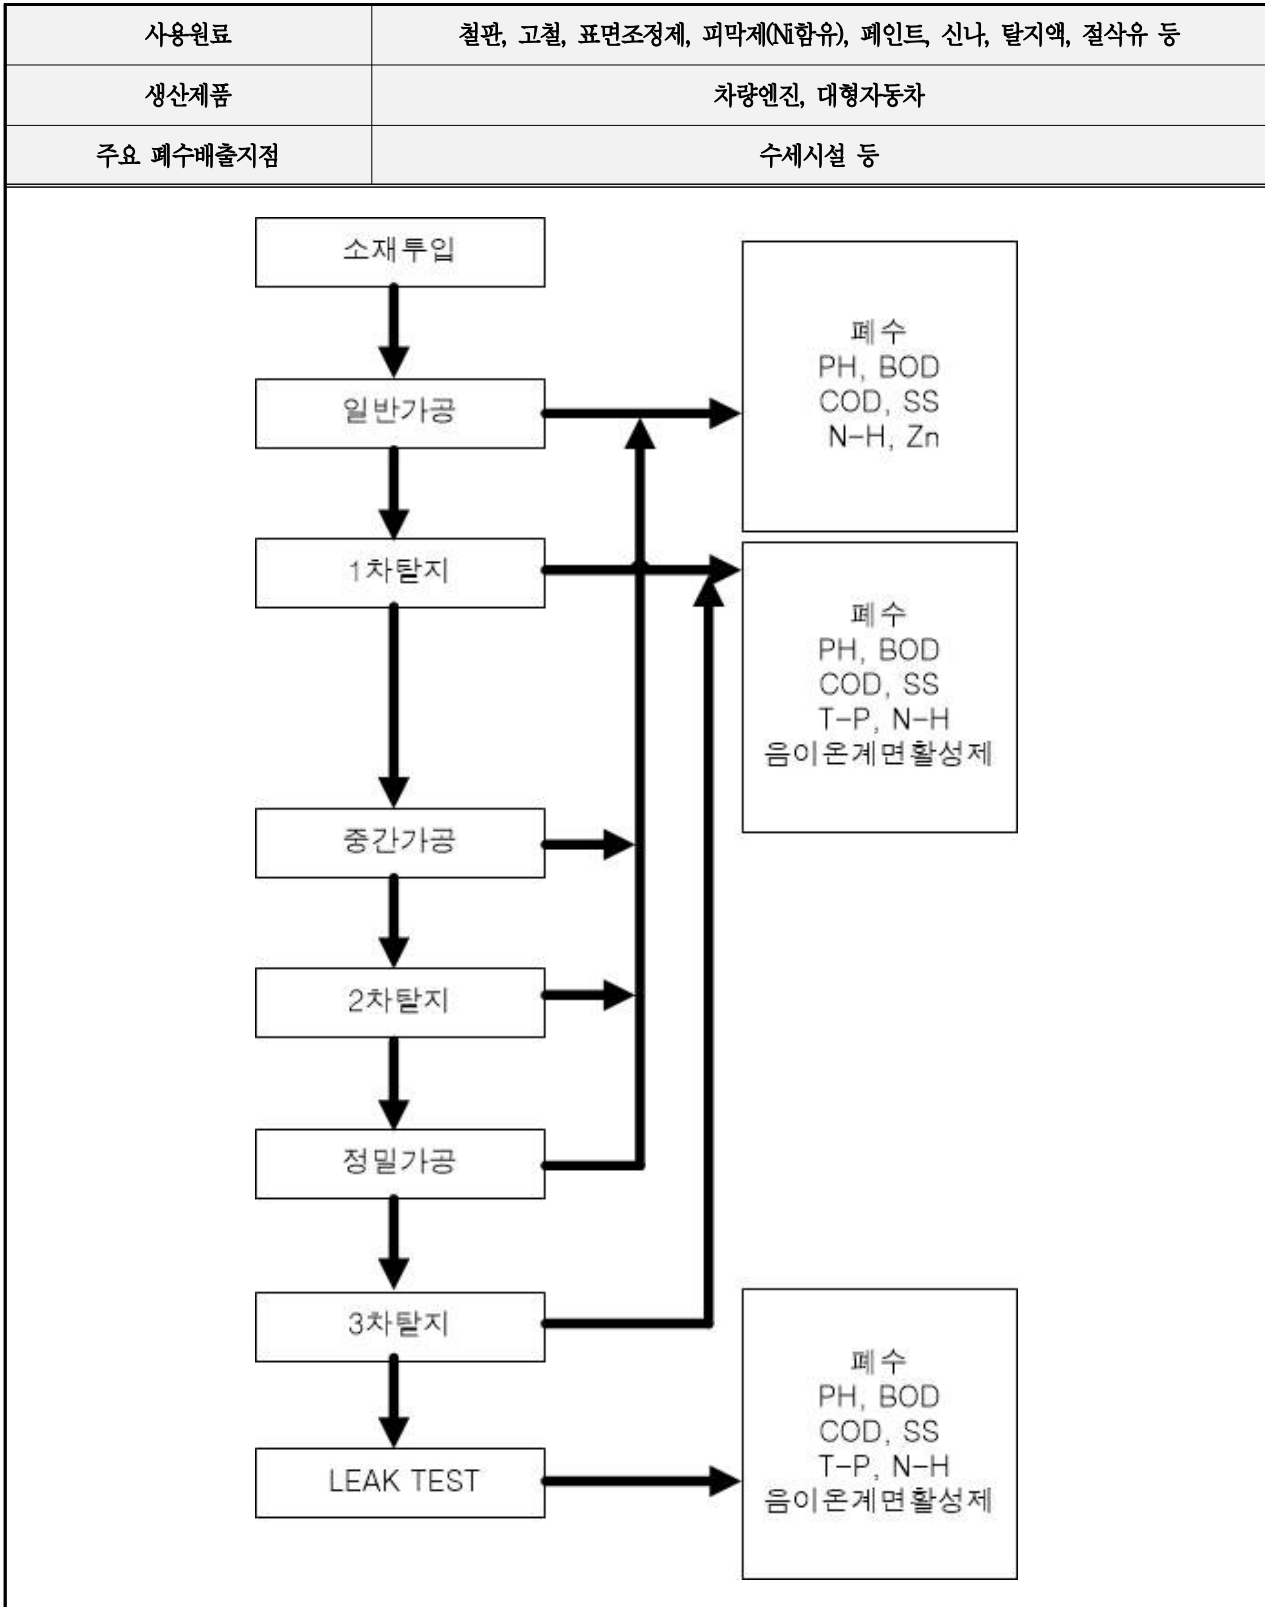 사용원료 철판, 고철, 표면조정제, 피막제(Ni함유), 페인트, 신나, 탈지액, 절삭유 등
생산제품 차량엔진, 대형자동차
주요 폐수배출지점 수세시설 등
소재투입
일반가공
폐수
PH, BOD
COD, SS
N-H, Zn
1차탈지
폐수
PH, BOD
COD, SS
T-P, N-H
음이온계면활성제
중간가공
2차탈지
정밀가공
3차탈지
LEAK TEST
폐수
PH, BOD
COD, SS
T-P, N-H
음이온계면활성제